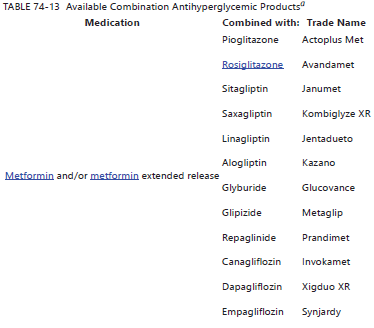 TABLE 74-13 Available Combination Antihyperglycemic Productsa
Medication Combined with: Trade Name
Pioglitazone Actoplus Met
Rosiglitazone Avandamet
Sitagliptin Janumet
Saxagliptin Kombiglyze XR
Linagliptin Jentadueto
Alogliptin Kazano
Metformin and/or metformin extended release
Glyburide Glucovance
Glipizide Metaglip
Repaglinide Prandimet
Canagliflozin Invokamet
Dapagliflozin Xigduo XR
Empagliflozin Synjardy